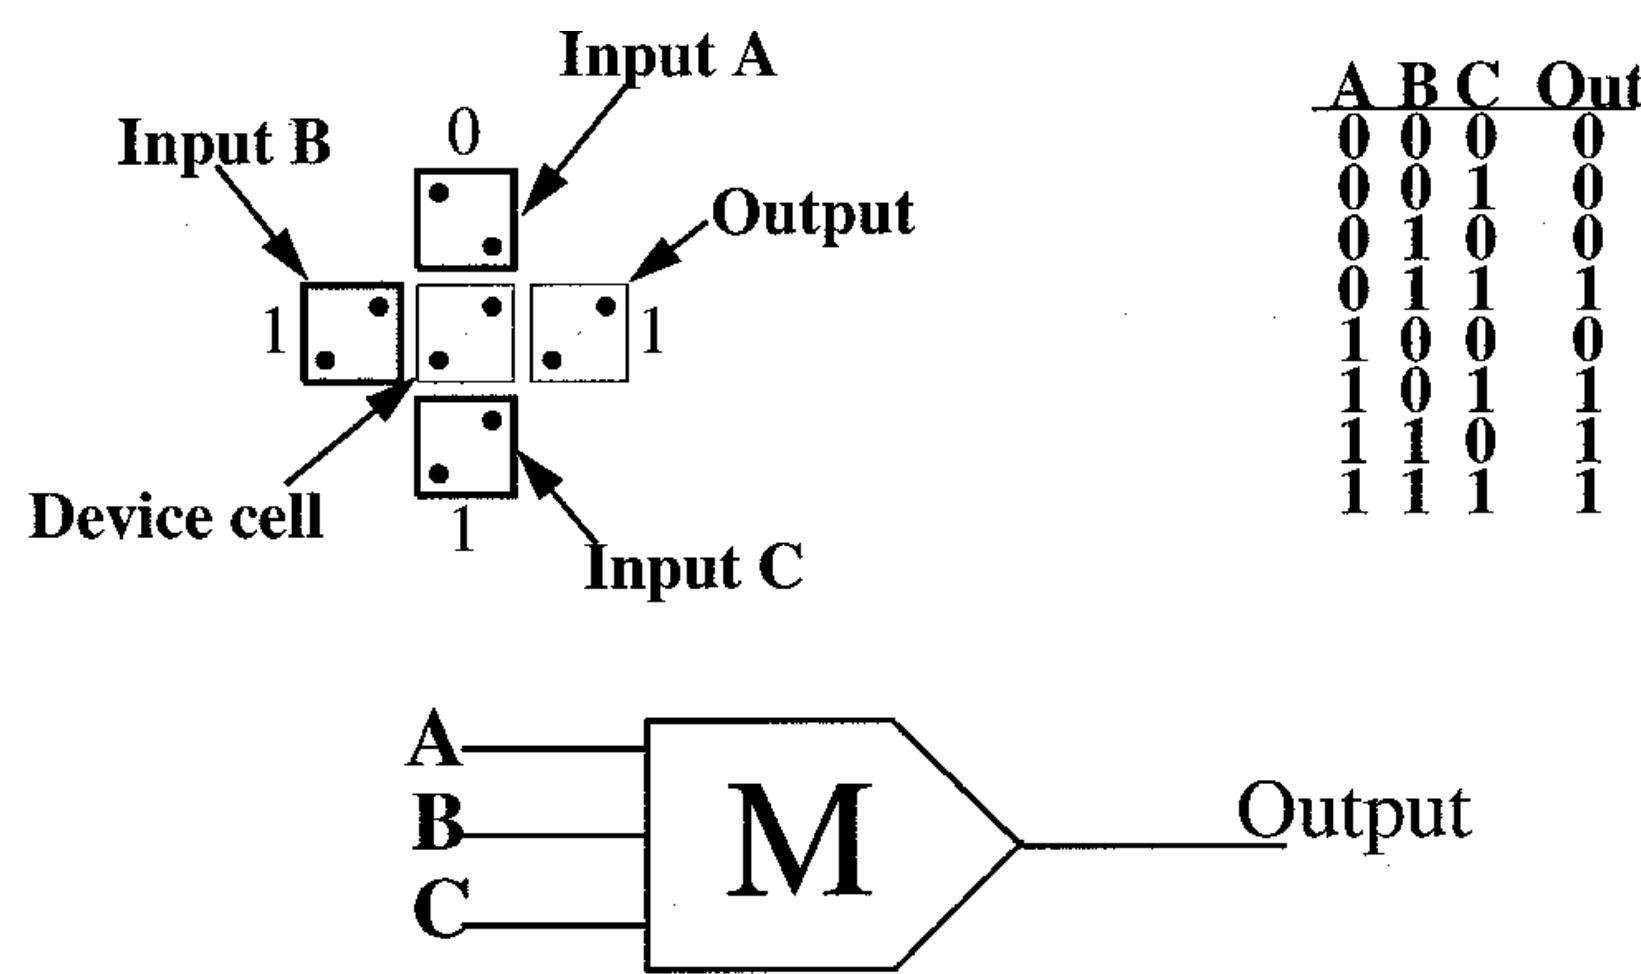 Input A
0
Input B
Output
1
1
Device cell
1
Input C
A B C Out
0 0 0 0
0 0 1 0
0 1 0 0
0 1 1 1
1 0 0 0
1 0 1 1
1 1 0 1
1 1 1 1
A
B
C
M
Output